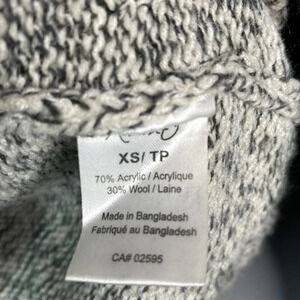 XS/ TP
70% Acrylic / Acrylique
30% Wool / Laine
Made in Bangladesh
Fabriqué au Bangladesh
CA# 02595